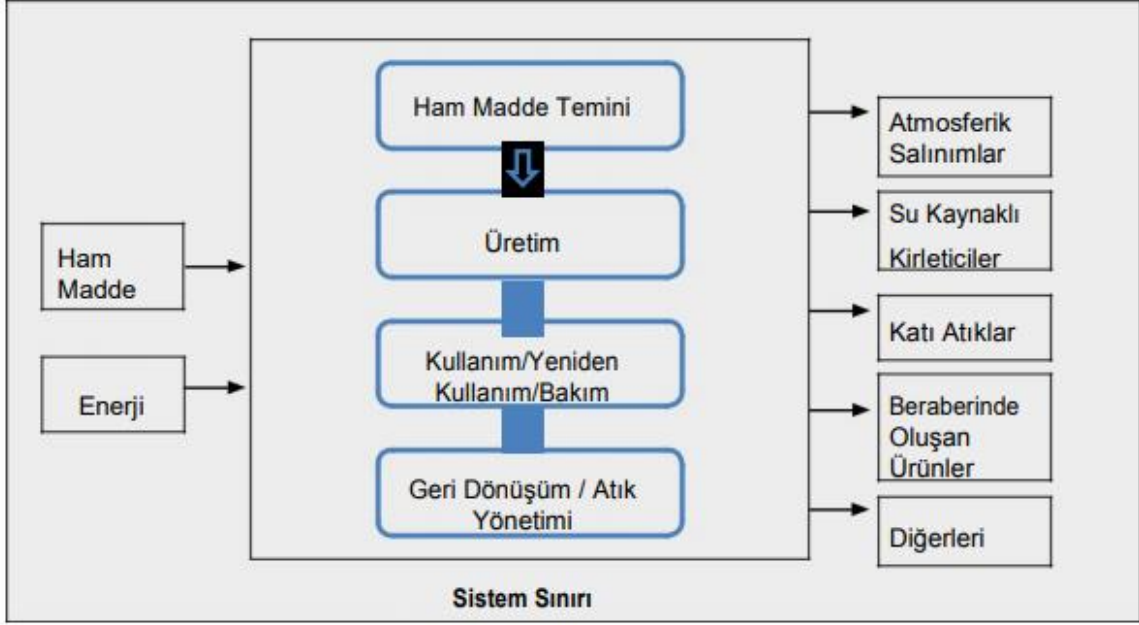 Ham Madde Temini
Üretim
Kullanım/Yeniden
Kullanım/Bakım
Geri Dönüşüm / Atık
Yönetimi
Ham
Madde
Enerji
Atmosferik
Salınımlar
Su Kaynaklı
Kirleticiler
Katı Atıklar
Beraberinde
Oluşan
Ürünler
Diğerleri
Sistem Sınırı